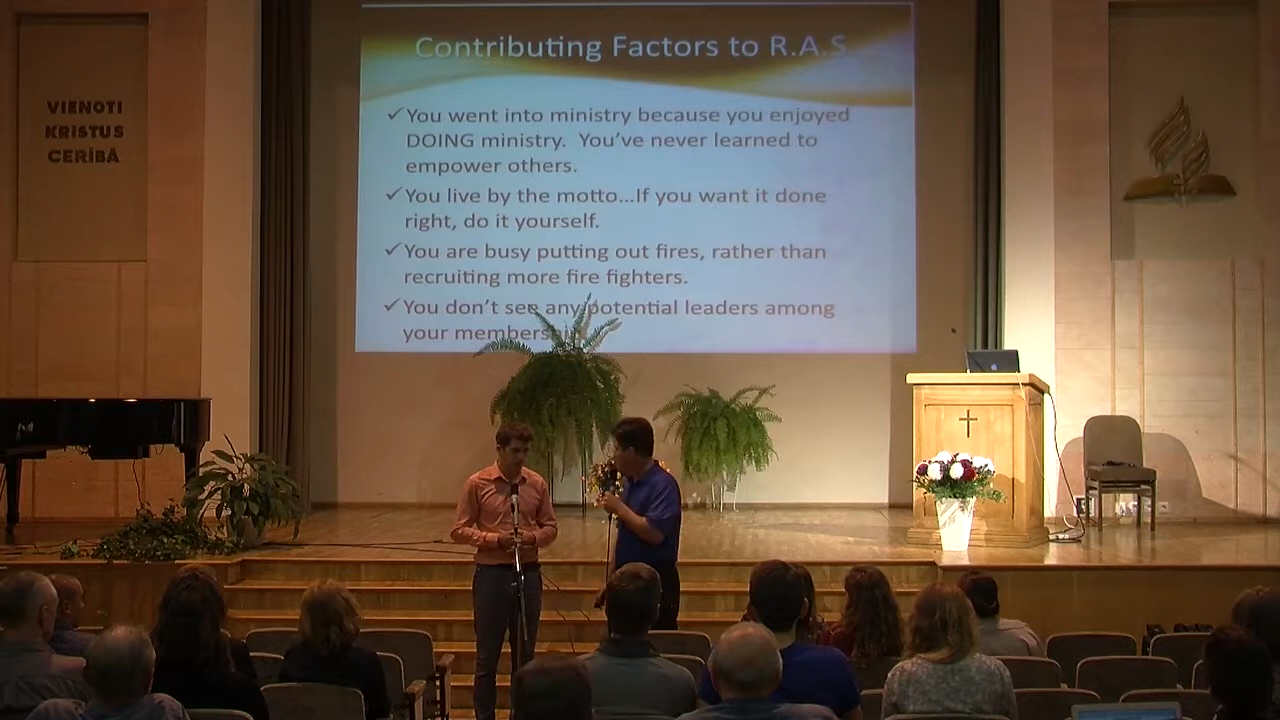 VIENOTI
KRISTUS
CERĪBĀ
Contributing Factors to R.A.S
✓You went into ministry because you enjoyed
DOING ministry. You've never learned to
empower others.
✓You live by the motto...If you want it done
right, do it yourself.
✓You are busy putting out fires, rather than
recruiting more fire fighters.
✓You don't see any potential leaders among
your membership.